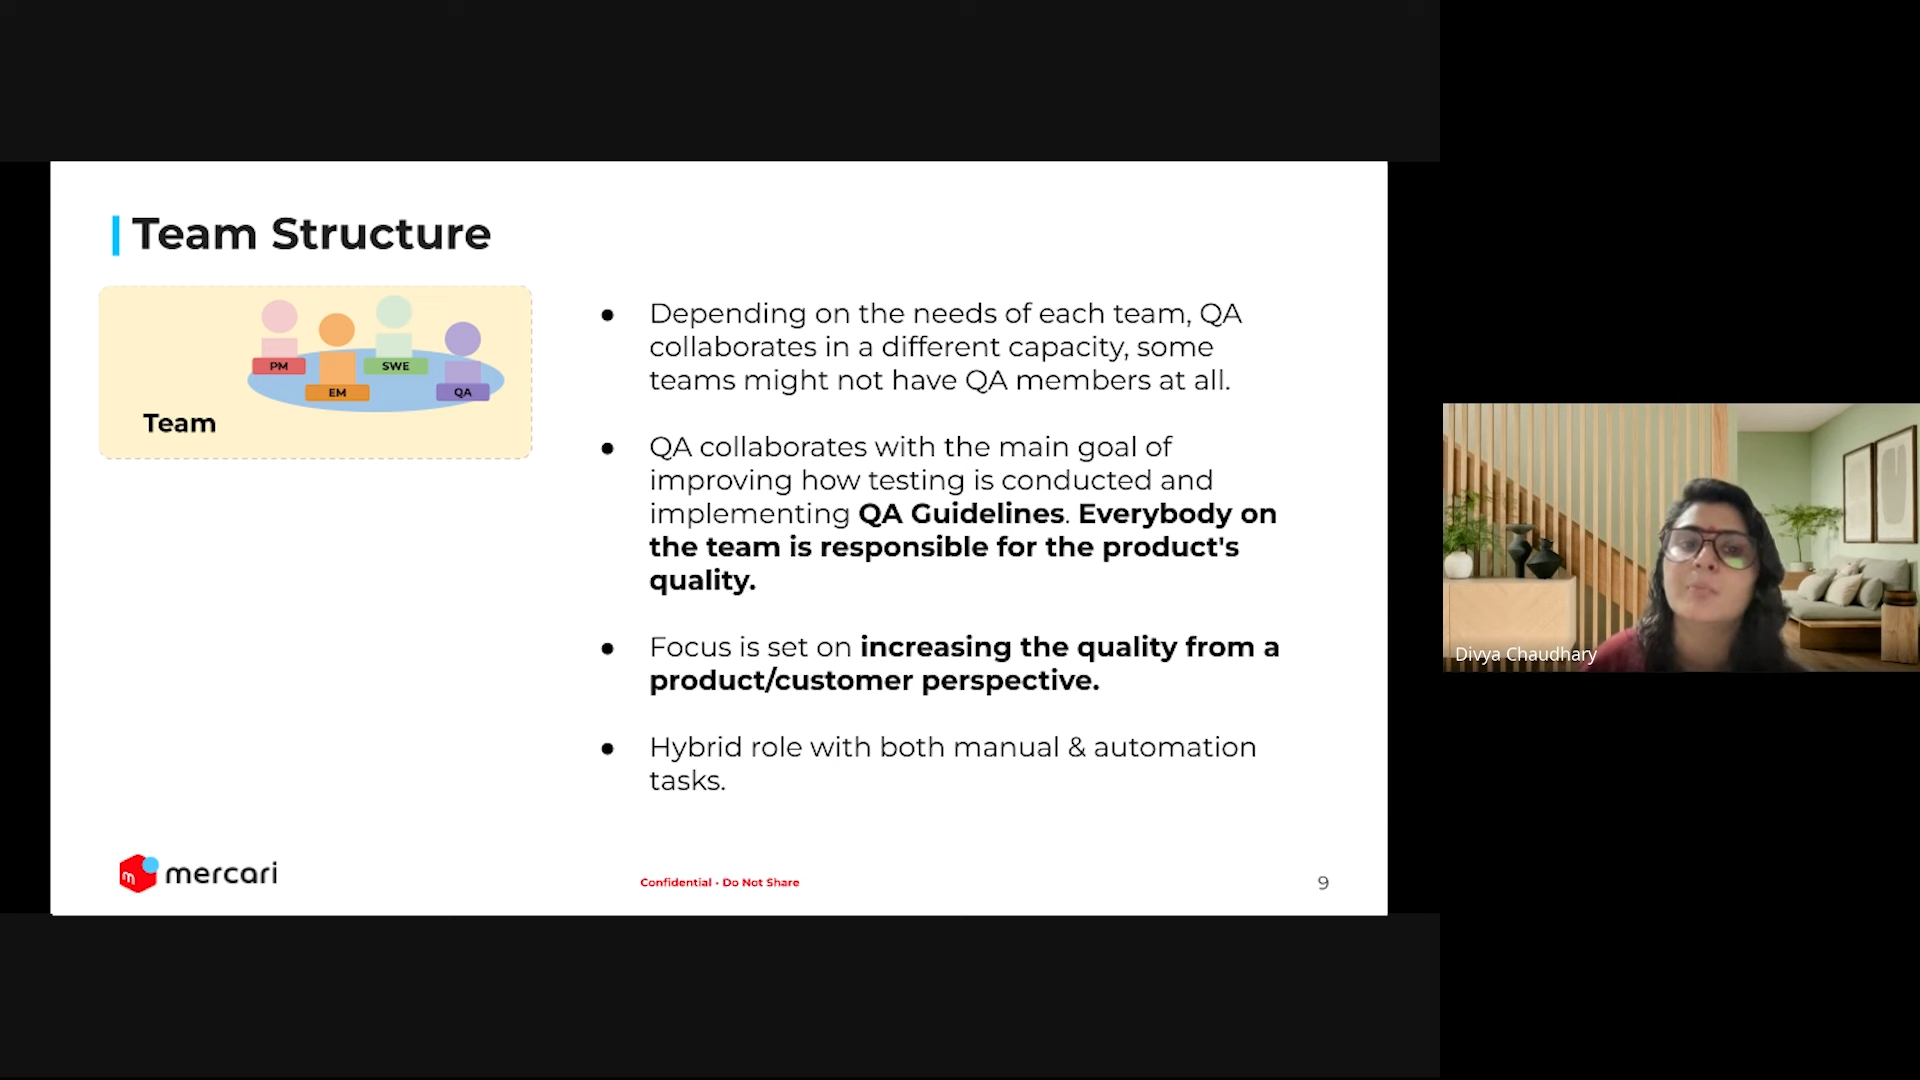 Team Structure
PM
SWE
EM
QA
Team
● Depending on the needs of each team, QA
collaborates in a different capacity, some
teams might not have QA members at all.
● QA collaborates with the main goal of
improving how testing is conducted and
implementing QA Guidelines. Everybody on
the team is responsible for the product's
quality.
● Focus is set on increasing the quality from a
product/customer perspective.
● Hybrid role with both manual & automation
tasks.
m mercari
Confidential - Do Not Share
9
Divya Chaudhary